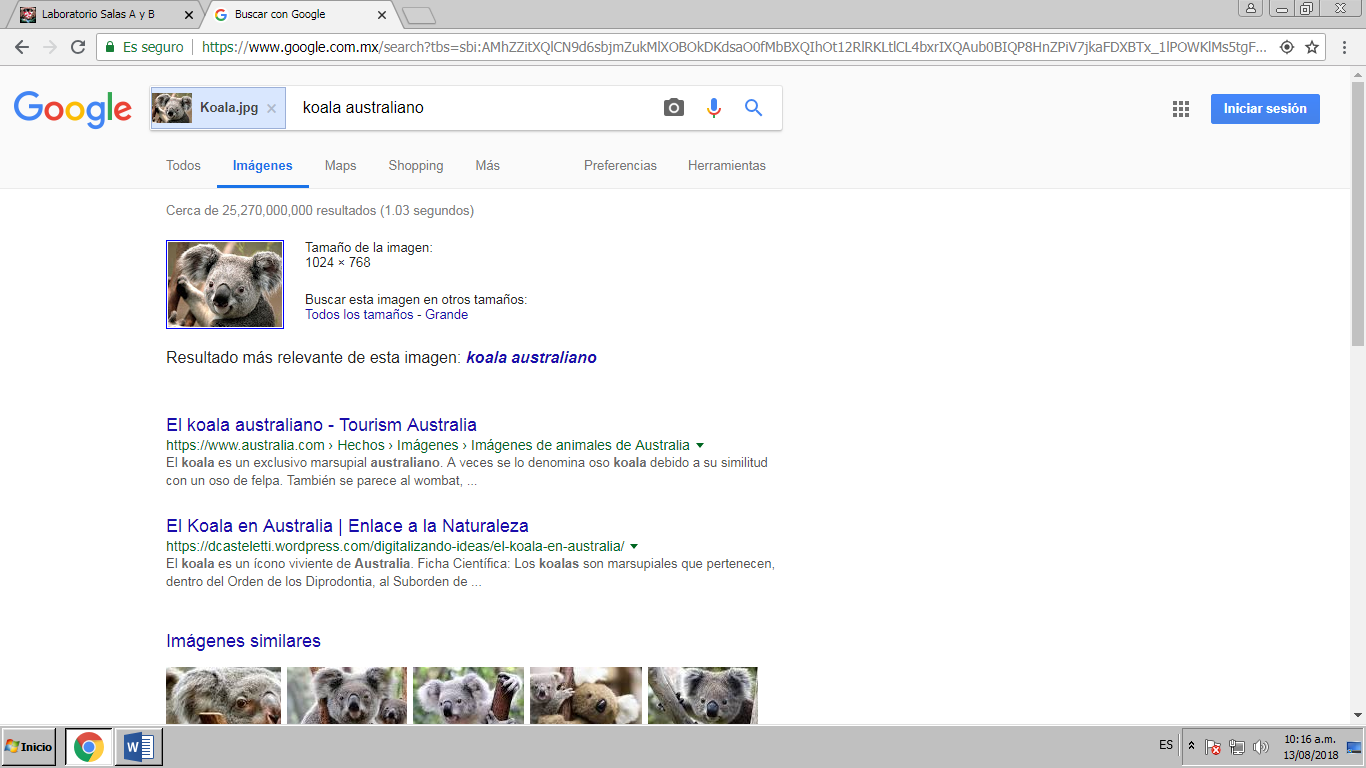 Laboratorio Salas A y B
Buscar con Google
Es seguro
https://www.google.com.mx/search?tbs=sbi:AMhZZitXQlCN9d6sbjmZukMlXOBOkDKdsaO0fMbBXQIhOt12RlRKLtlCL4bxrIXQAub0BIQP8HnZPiV7jkaFDXBTx_1lPOWKlMs5tgF...
Google
Koala.jpg
koala australiano
Iniciar sesión
Todos
Imágenes
Maps
Shopping
Más
Preferencias
Herramientas
Cerca de 25,270,000,000 resultados (1.03 segundos)
Tamaño de la imagen:
1024 × 768
Buscar esta imagen en otros tamaños:
Todos los tamaños - Grande
Resultado más relevante de esta imagen: koala australiano
El koala australiano - Tourism Australia
https://www.australia.com › Hechos › Imágenes › Imágenes de animales de Australia
El koala es un exclusivo marsupial australiano. A veces se lo denomina oso koala debido a su similitud
con un oso de felpa. También se parece al wombat, ...
El Koala en Australia | Enlace a la Naturaleza
https://dcasteletti.wordpress.com/digitalizando-ideas/el-koala-en-australia/
El koala es un ícono viviente de Australia. Ficha Científica: Los koalas son marsupiales que pertenecen,
dentro del Orden de los Diprodontia, al Suborden de ...
Imágenes similares
Inicio
W
ES
10:16 a.m.
13/08/2018